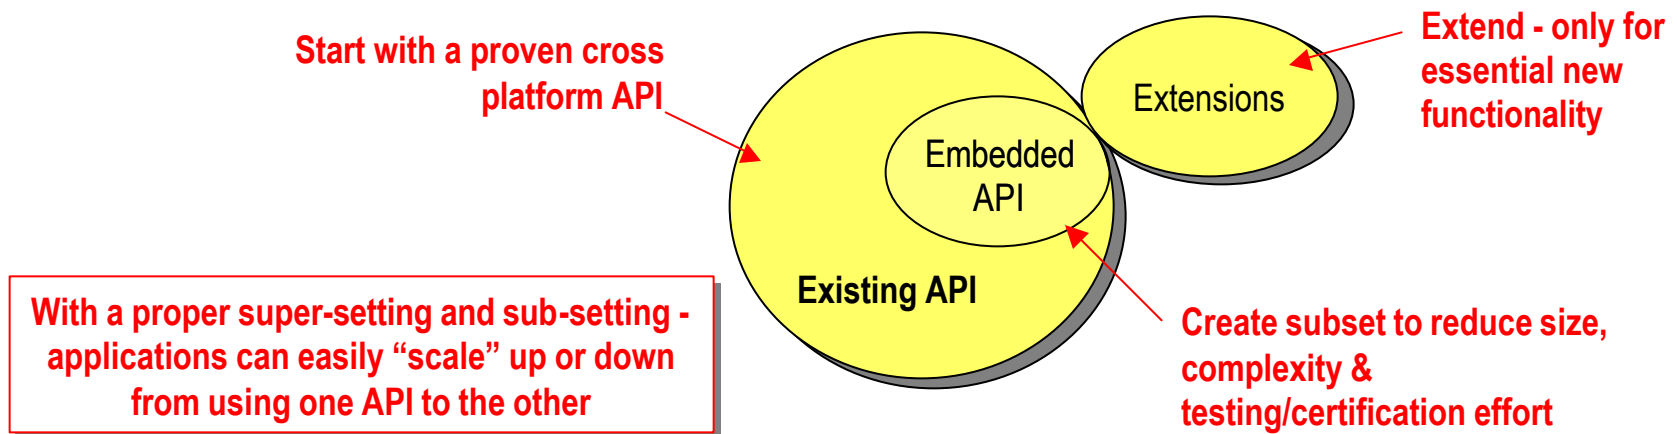 Start with a proven cross
platform API
Extensions
Extend - only for
essential new
functionality
Embedded
API
Existing API
With a proper super-setting and sub-setting -
applications can easily “scale” up or down
from using one API to the other
Create subset to reduce size,
complexity &
testing/certification effort